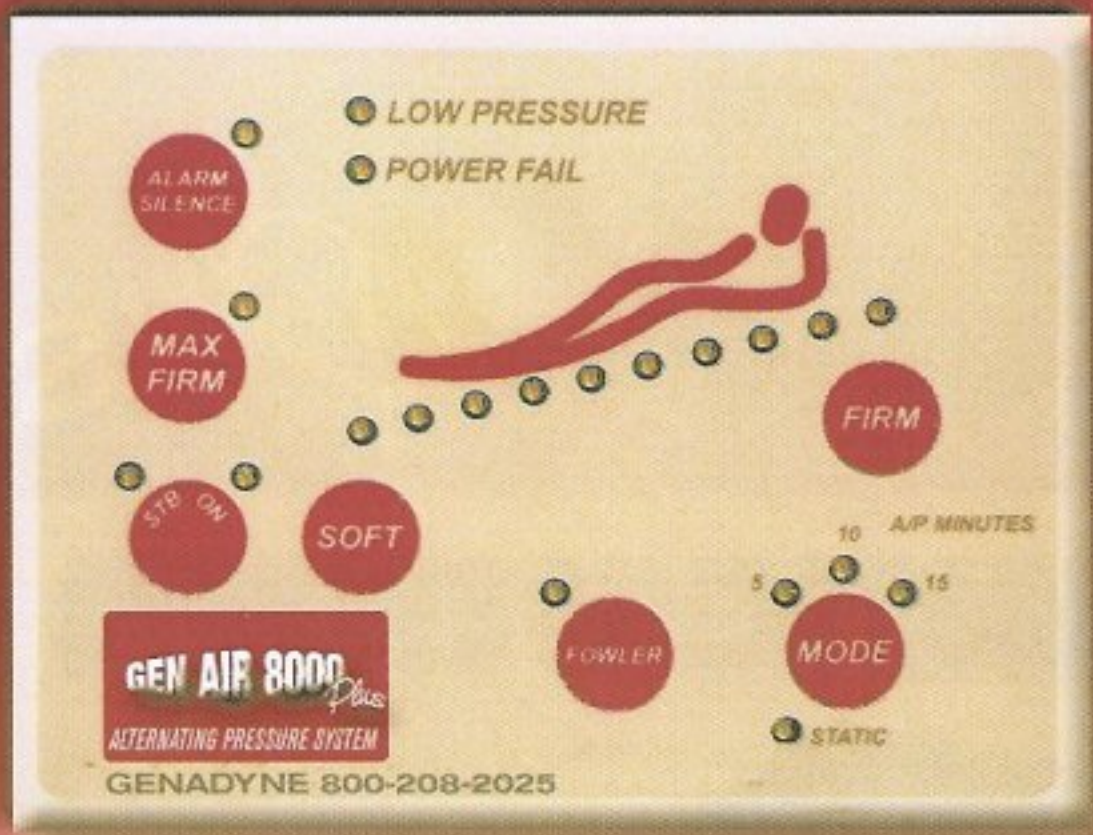 LOW PRESSURE
POWER FAIL
ALARM
SILENCE
MAX
FIRM
FIRM
STB ON
SOFT
A/P MINUTES
10
5
15
FOWLER
MODE
STATIC
GEN AIR 8000
Plus
ALTERNATING PRESSURE SYSTEM
GENADYNE 800-208-2025